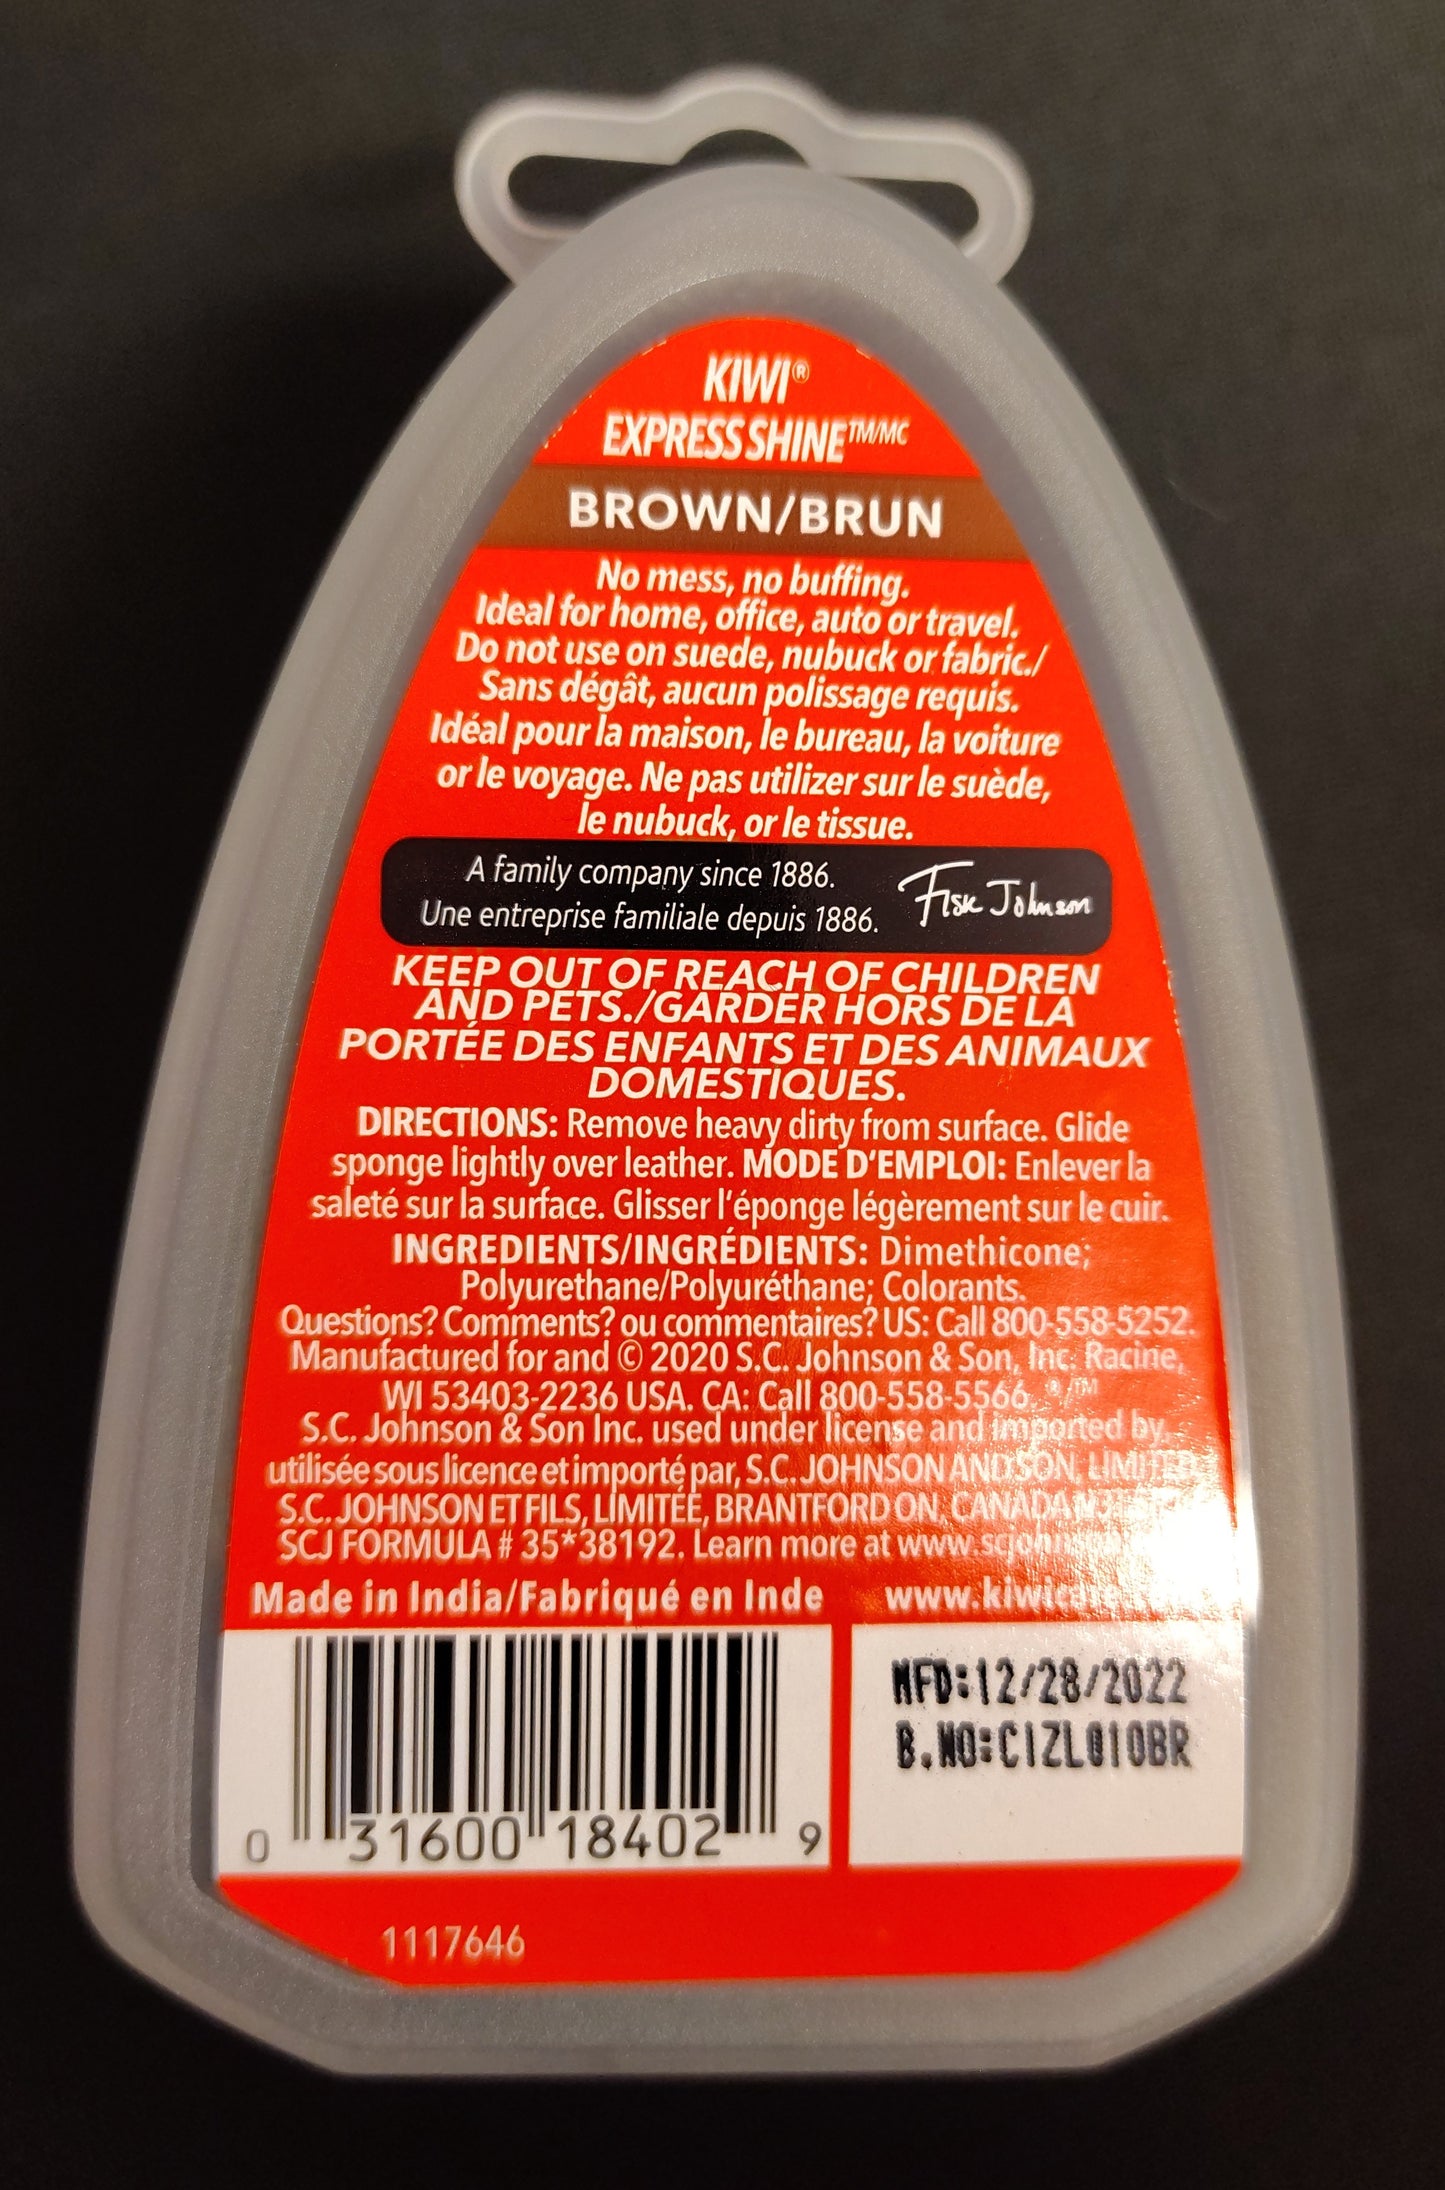 KIWI®
EXPRESS SHINE™/MC
BROWN/BRUN
No mess, no buffing.
Ideal for home, office, auto or travel.
Do not use on suede, nubuck or fabric./
Sans dégât, aucun polissage requis.
Idéal pour la maison, le bureau, la voiture
or le voyage. Ne pas utilizer sur le suède,
le nubuck, or le tissue.
A family company since 1886.
Une entreprise familiale depuis 1886.
Fisk Johnson
KEEP OUT OF REACH OF CHILDREN
AND PETS./GARDER HORS DE LA
PORTÉE DES ENFANTS ET DES ANIMAUX
DOMESTIQUES.
DIRECTIONS: Remove heavy dirty from surface. Glide
sponge lightly over leather. MODE D'EMPLOI: Enlever la
saleté sur la surface. Glisser l'éponge légèrement sur le cuir.
INGREDIENTS/INGRÉDIENTS: Dimethicone;
Polyurethane/Polyuréthane; Colorants.
Questions? Comments? ou commentaires? US: Call 800-558-5252.
Manufactured for and © 2020 S.C. Johnson & Son, Inc. Racine,
WI 53403-2236 USA. CA: Call 800-558-5566. ®/™
S.C. Johnson & Son Inc. used under license and imported by,
utilisée sous licence et importé par, S.C. JOHNSON AND SON, LIMITED
S.C. JOHNSON ET FILS, LIMITÉE, BRANTFORD ON, CANADA
SCJ FORMULA # 35*38192. Learn more at
Made in India/Fabriqué en Inde
MFD:12/28/2022
B.NO:CIZL010BR
0 31600 18402 9
1117646